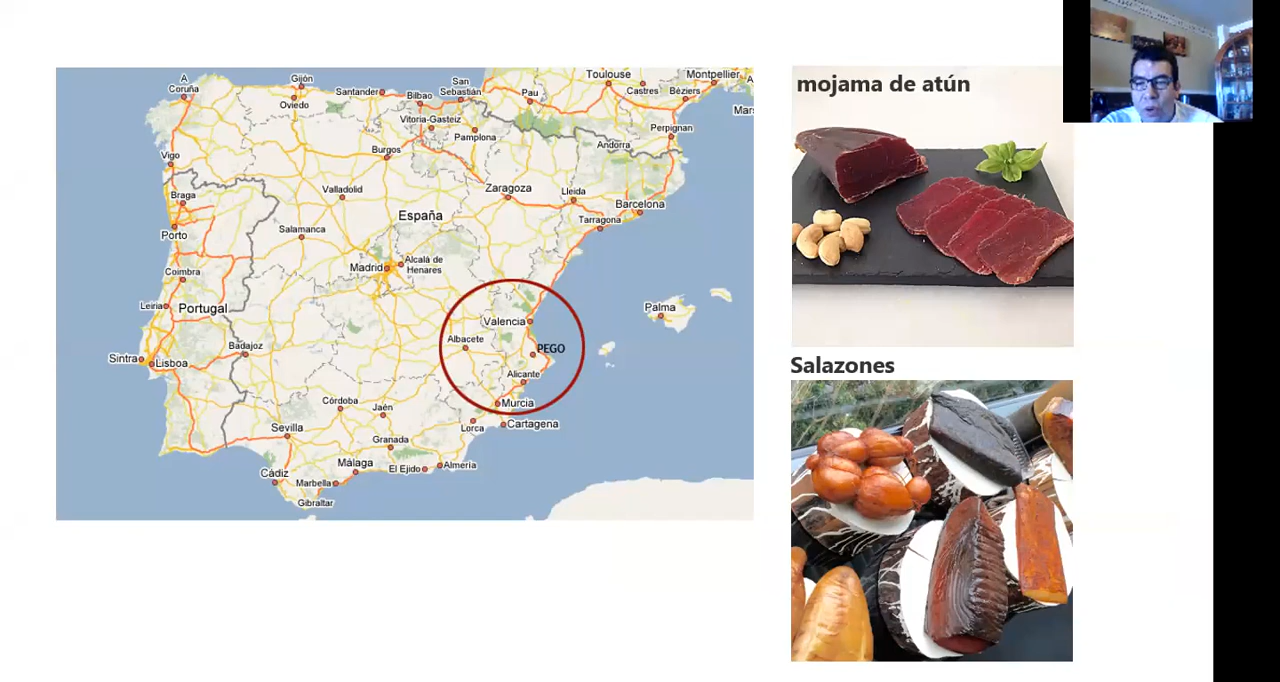 mojama de atún
Salazones
A
Coruña
Gijón
Oviedo
Santander
Bilbao
San
Sebastián
Vitoria-Gasteiz
Pamplona
Pau
Toulouse
Castres
Béziers
Montpellier
A
Mars
Perpignan
Andorra
Vigo
Burgos
Braga
Valladolid
Zaragoza
Lleida
Barcelona
Tarragona
Porto
Salamanca
España
Coimbra
Madrid
Alcalá de
Henares
Leiria
Portugal
Valencia
Palma
Sintra
Lisboa
Badajoz
Albacete
PEGO
Alicante
Córdoba
Jaén
Murcia
Sevilla
Lorca
Cartagena
Granada
Cádiz
Málaga
El Ejido
Almería
Marbella
Gibraltar